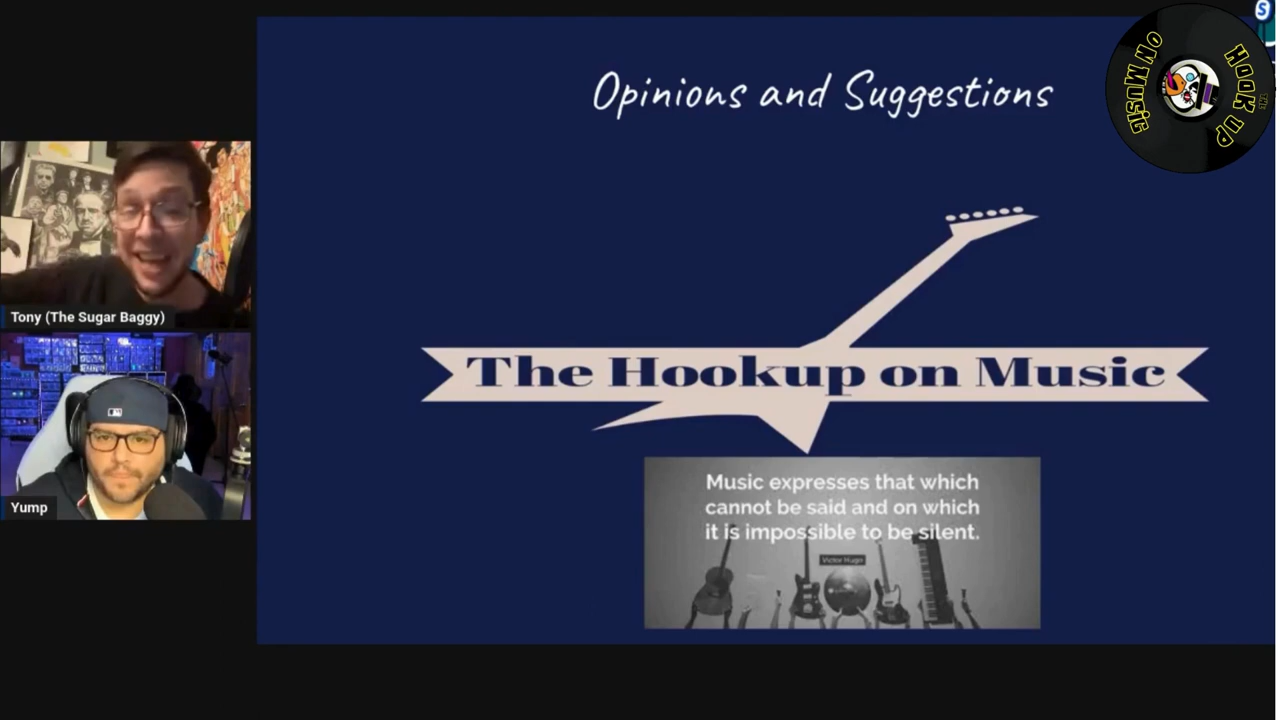 Opinions and Suggestions
THE HOOK UP
ON MUSIC
S
Tony (The Sugar Baggy)
The Hookup on Music
Yump
Music expresses that which
cannot be said and on which
it is impossible to be silent.
Victor Hugo